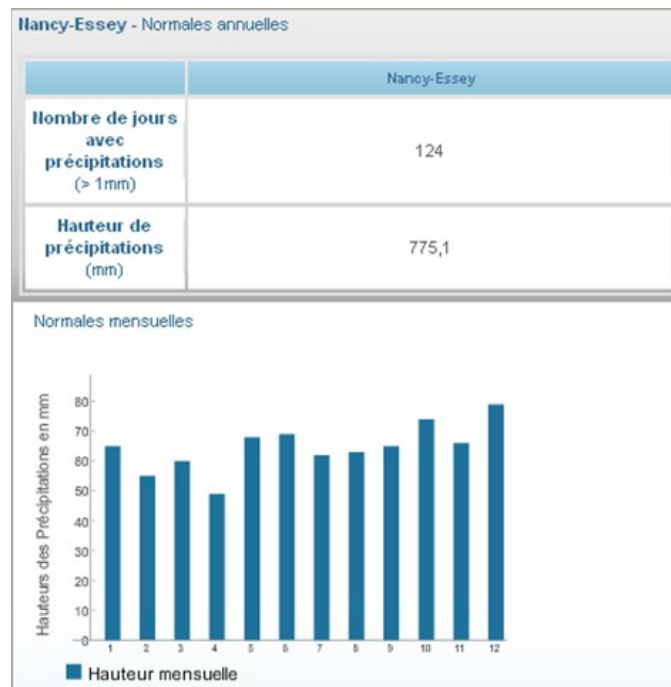 Nancy-Essey - Normales annuelles
Nancy-Essey
Nombre de jours
avec
précipitations
(> 1mm)
124
Hauteur de
précipitations
(mm)
775,1
Normales mensuelles
Hauteurs des Précipitations en mm
80
70
60
50
40
30
20
10
0
1 2 3 4 5 6 7 8 9 10 11 12
Hauteur mensuelle